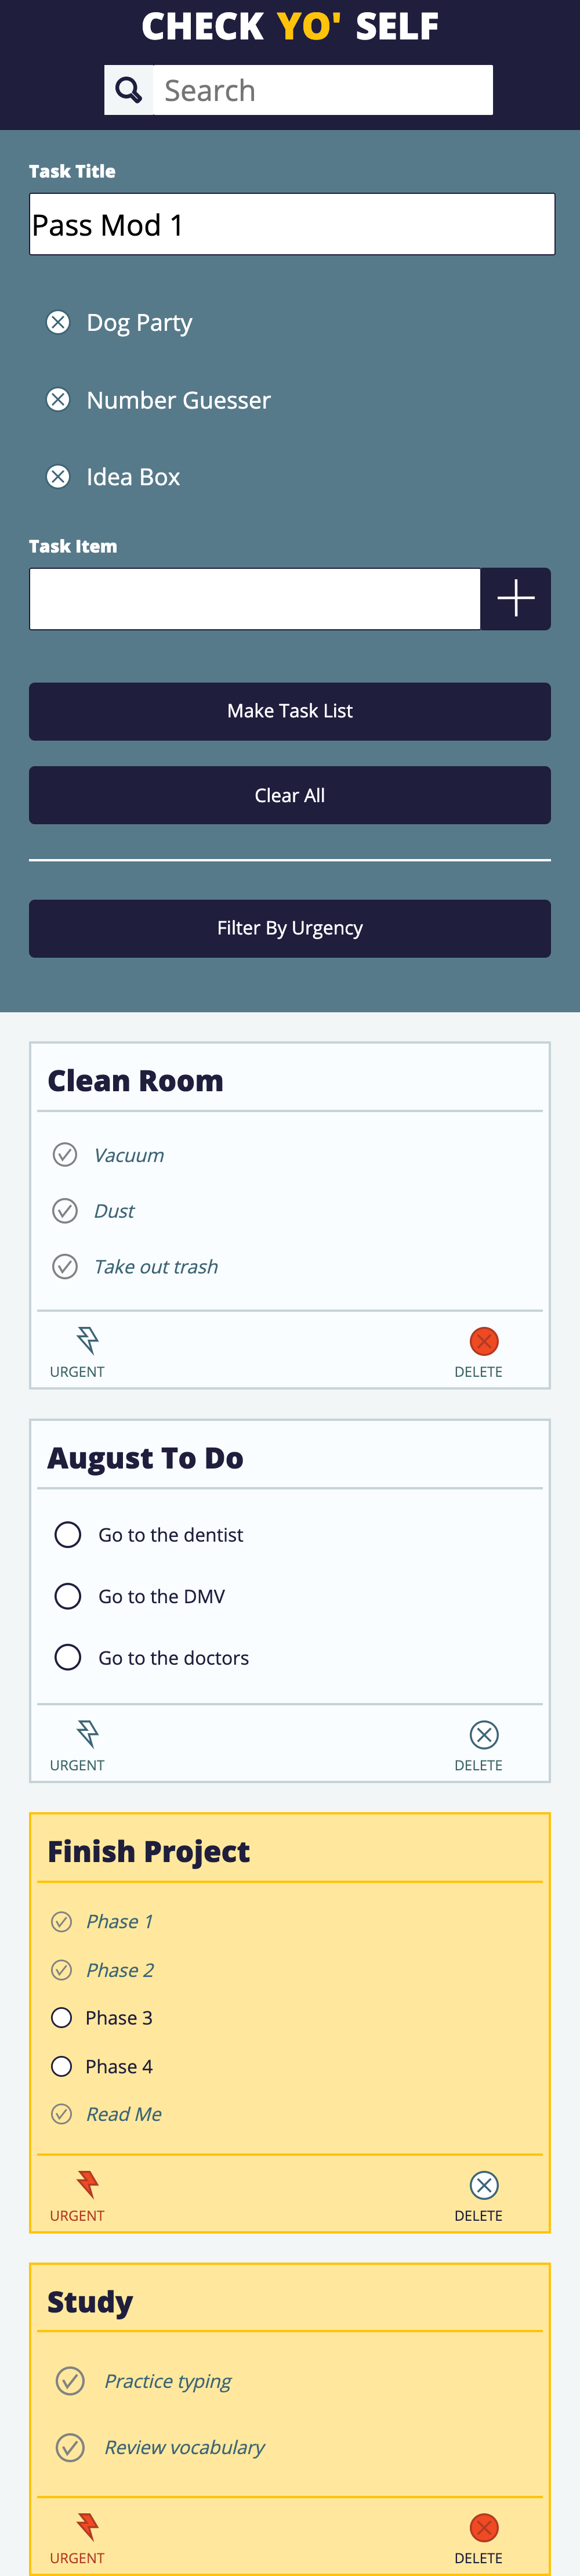 CHECK YO' SELF
Search
Task Title
Pass Mod 1
Dog Party
Number Guesser
Idea Box
Task Item
Make Task List
Clear All
Filter By Urgency
Clean Room
Vacuum
Dust
Take out trash
URGENT DELETE
August To Do
Go to the dentist
Go to the DMV
Go to the doctors
URGENT DELETE
Finish Project
Phase 1
Phase 2
Phase 3
Phase 4
Read Me
URGENT DELETE
Study
Practice typing
Review vocabulary
URGENT DELETE